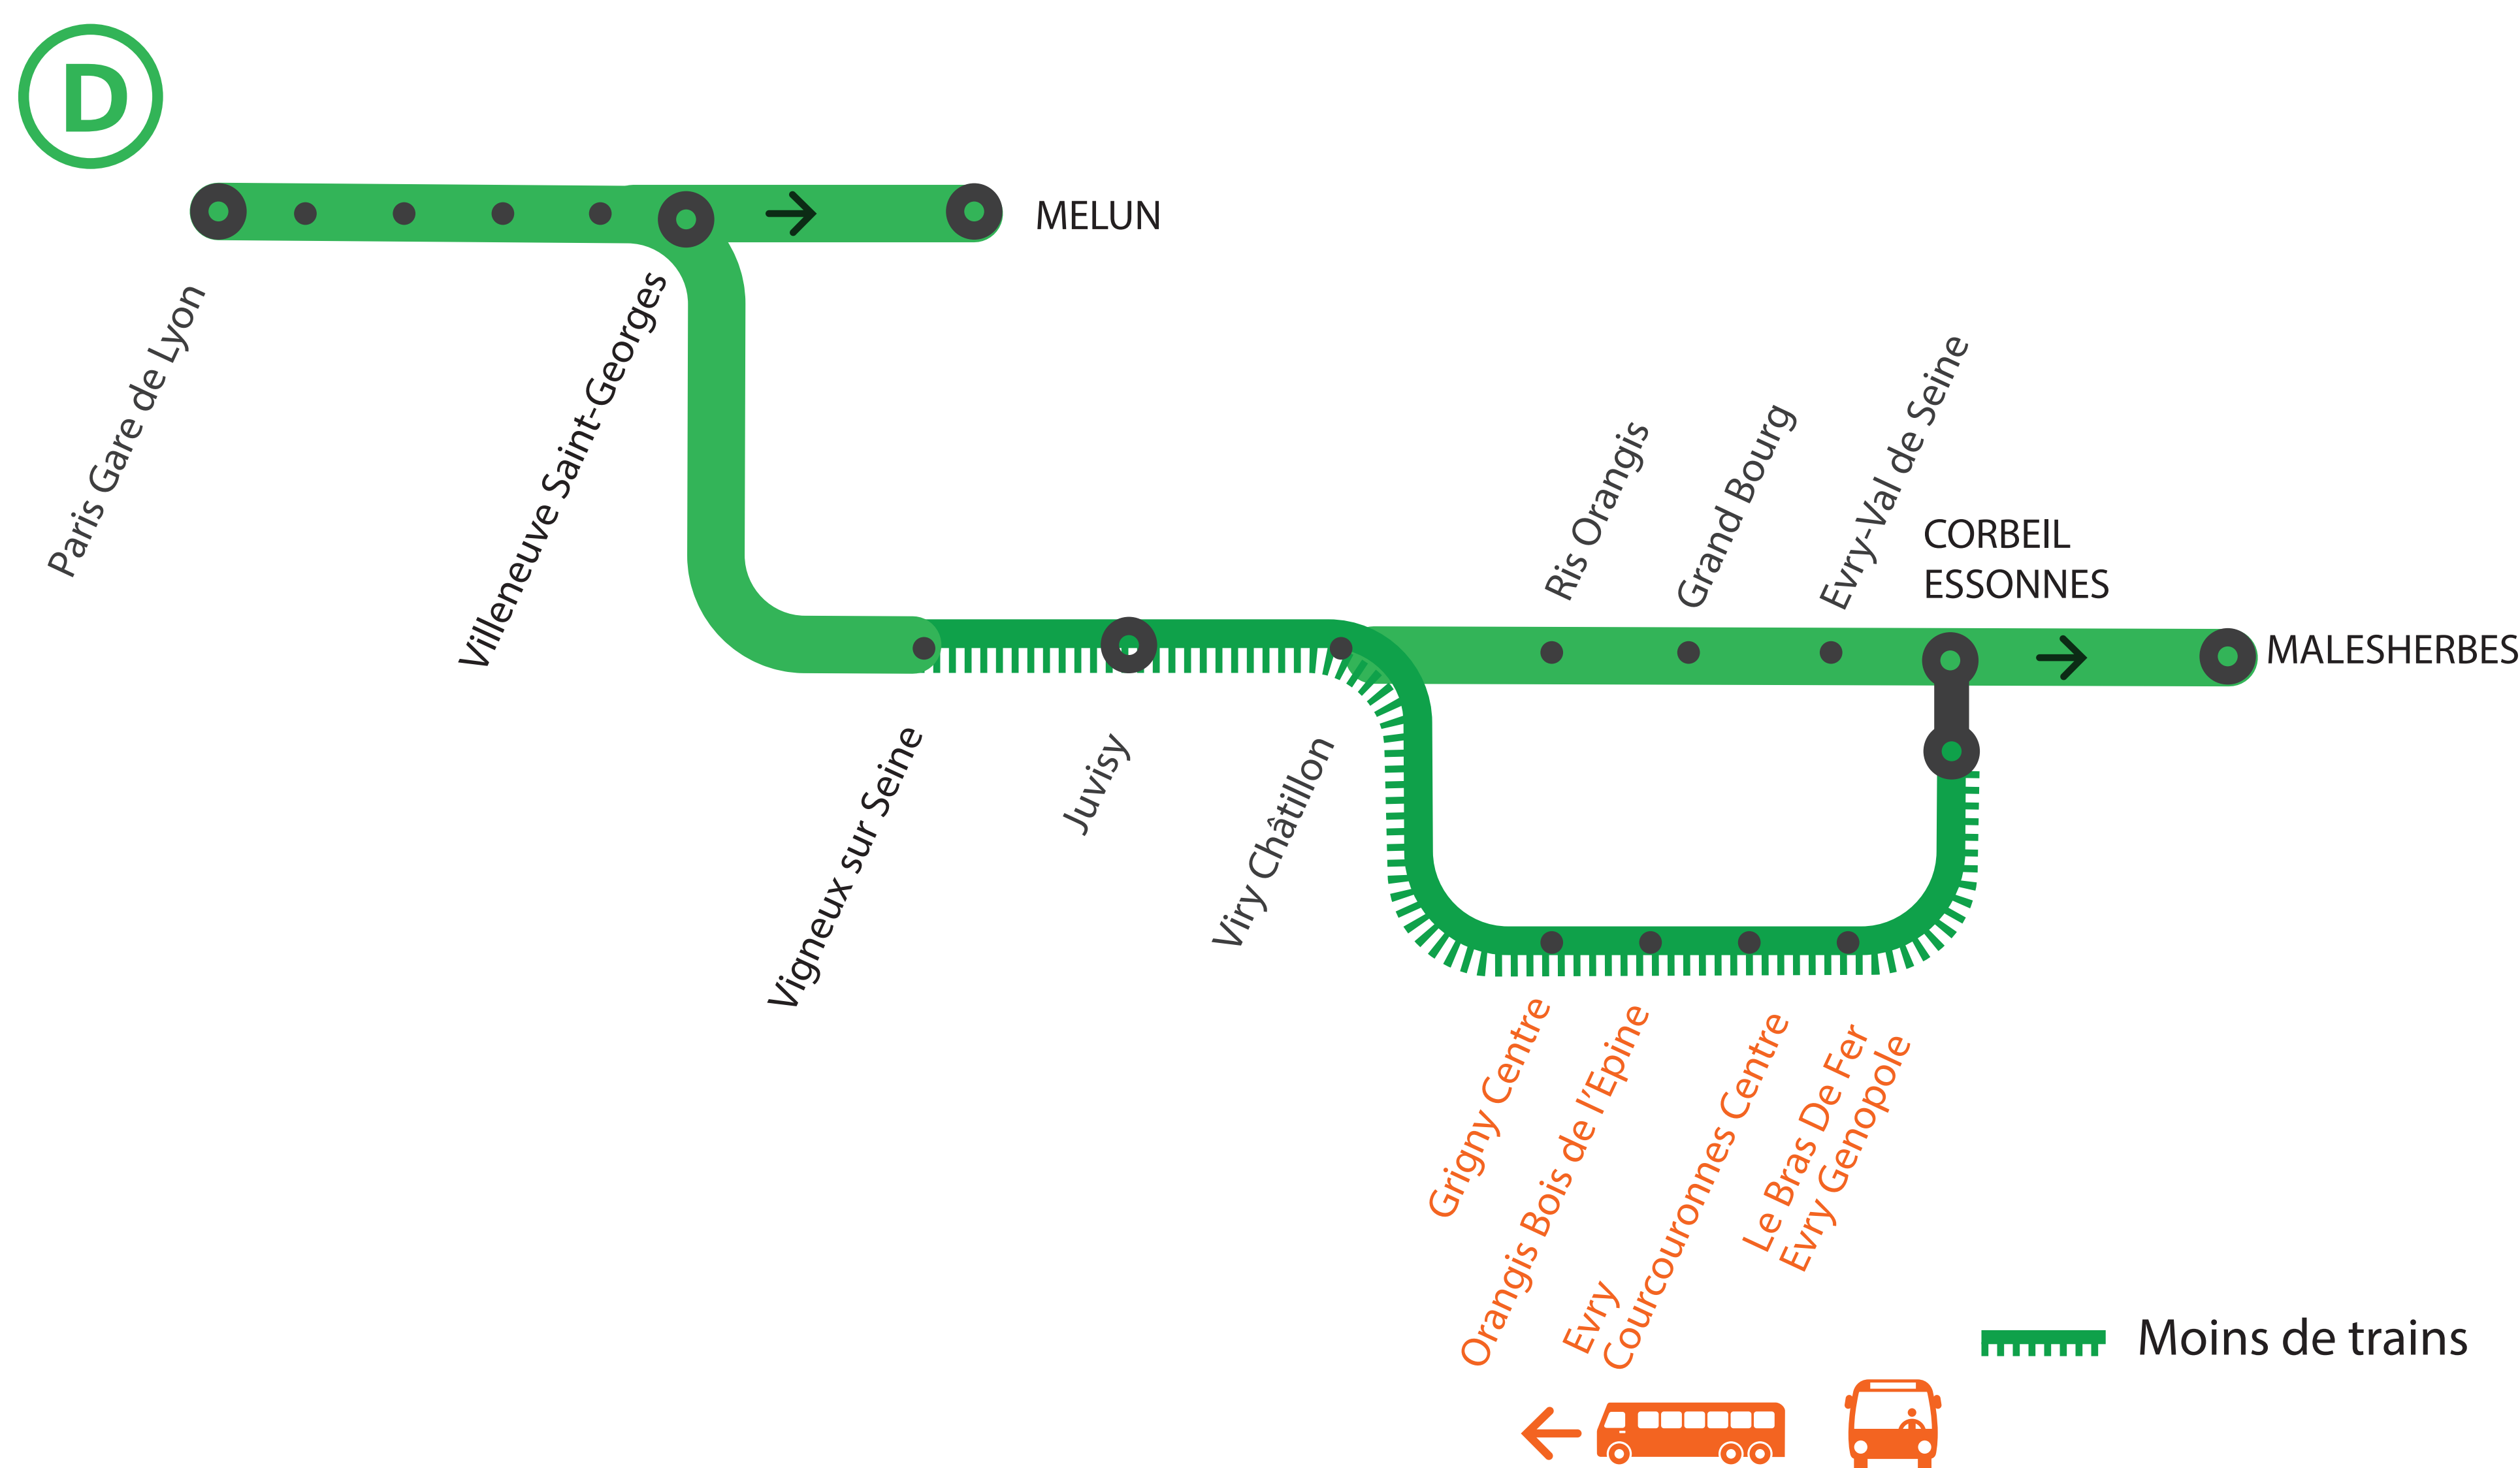 D
MELUN
Paris Gare de Lyon
Villeneuve Saint-Georges
Vigneux sur Seine
Juvisy
Viry Châtillon
Ris Orangis
Grand Bourg
Evry-Val de Seine
CORBEIL
ESSONNES
MALESHERBES
Grigny Centre
Orangis Bois de l’Epine
Evry
Courcouronnes Centre
Le Bras De Fer
Evry Genopole
Moins de trains